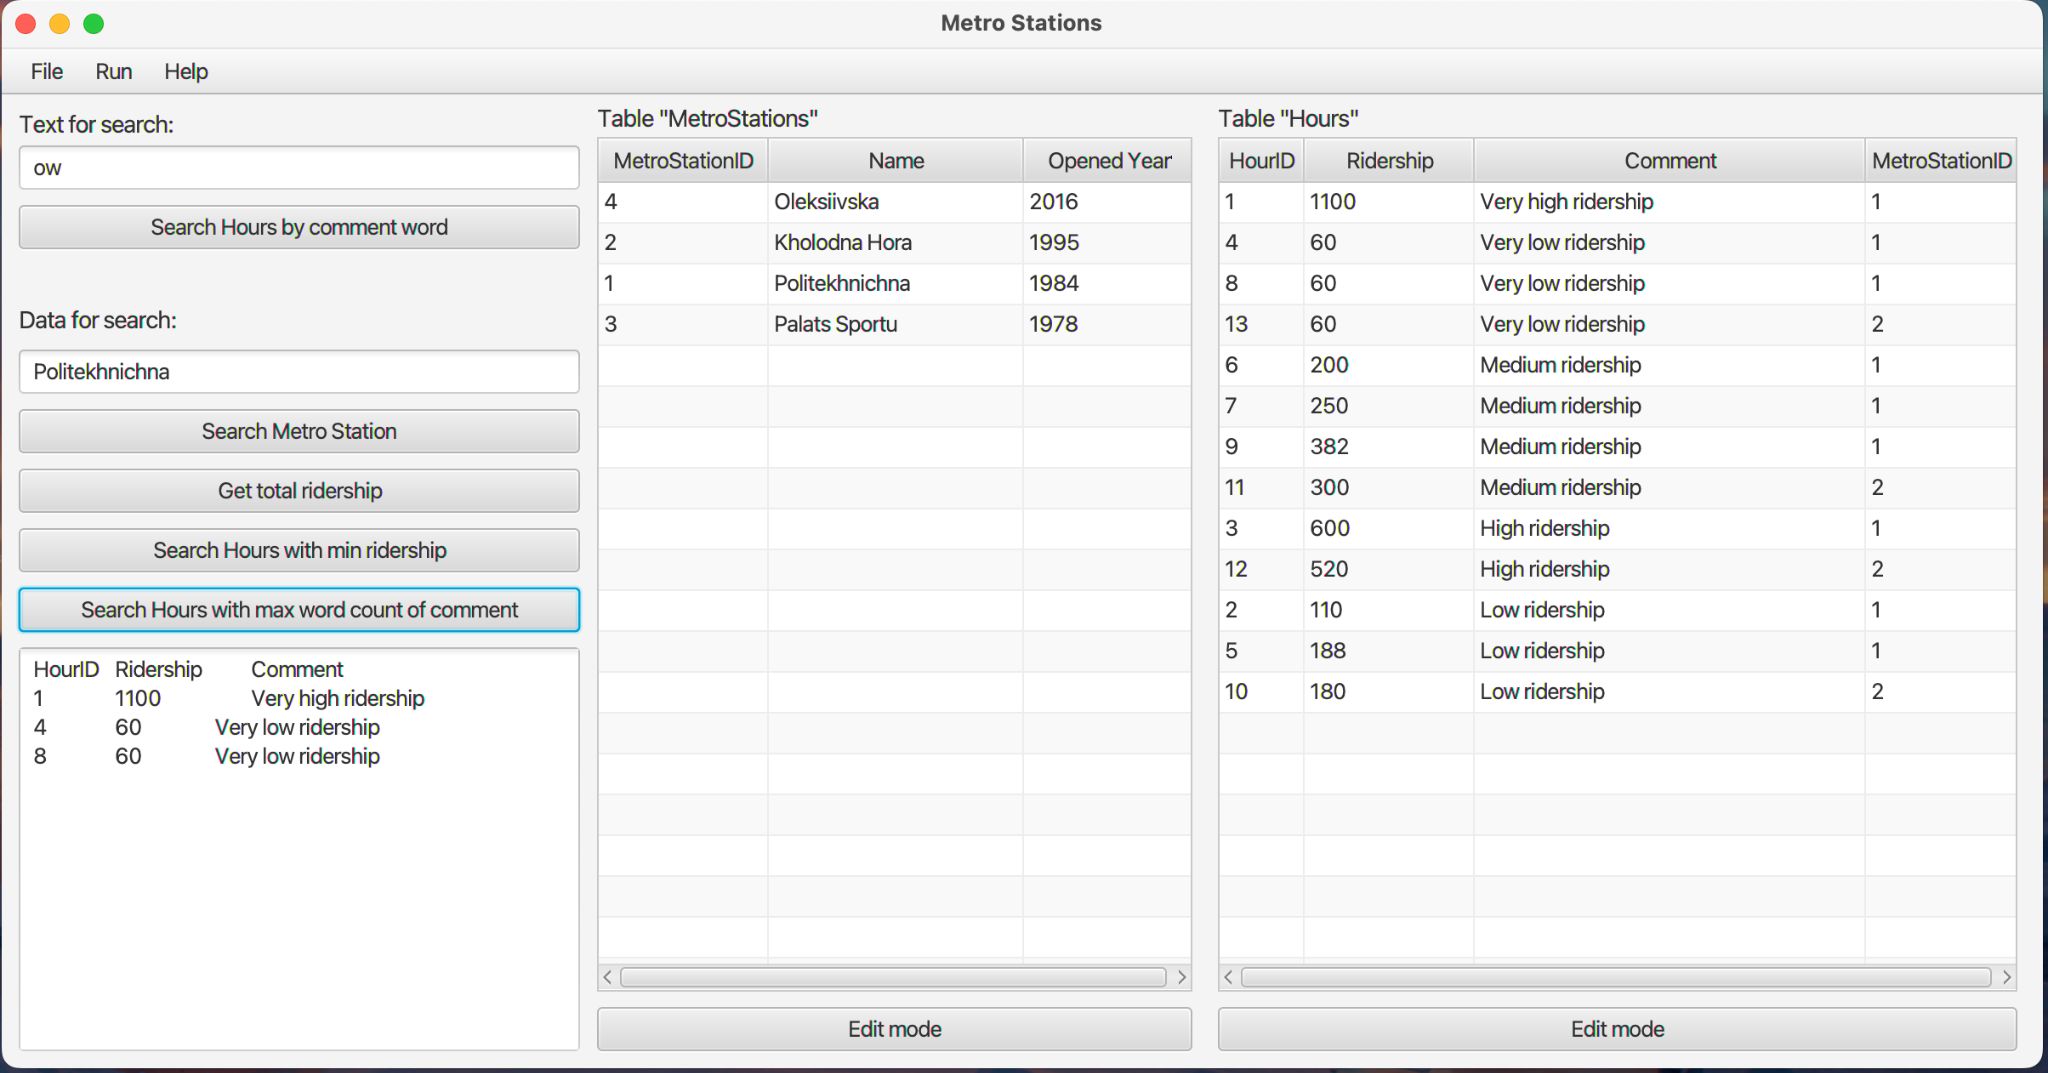 Metro Stations
File Run Help
Text for search:
ow
Search Hours by comment word
Data for search:
Politekhnichna
Search Metro Station
Get total ridership
Search Hours with min ridership
Search Hours with max word count of comment
HourID Ridership Comment
1 1100 Very high ridership
4 60 Very low ridership
8 60 Very low ridership
Table "MetroStations"
MetroStationID Name Opened Year
4 Oleksiivska 2016
2 Kholodna Hora 1995
1 Politekhnichna 1984
3 Palats Sportu 1978
Edit mode
Table "Hours"
HourID Ridership Comment MetroStationID
1 1100 Very high ridership 1
4 60 Very low ridership 1
8 60 Very low ridership 1
13 60 Very low ridership 2
6 200 Medium ridership 1
7 250 Medium ridership 1
9 382 Medium ridership 1
11 300 Medium ridership 2
3 600 High ridership 1
12 520 High ridership 2
2 110 Low ridership 1
5 188 Low ridership 1
10 180 Low ridership 2
Edit mode